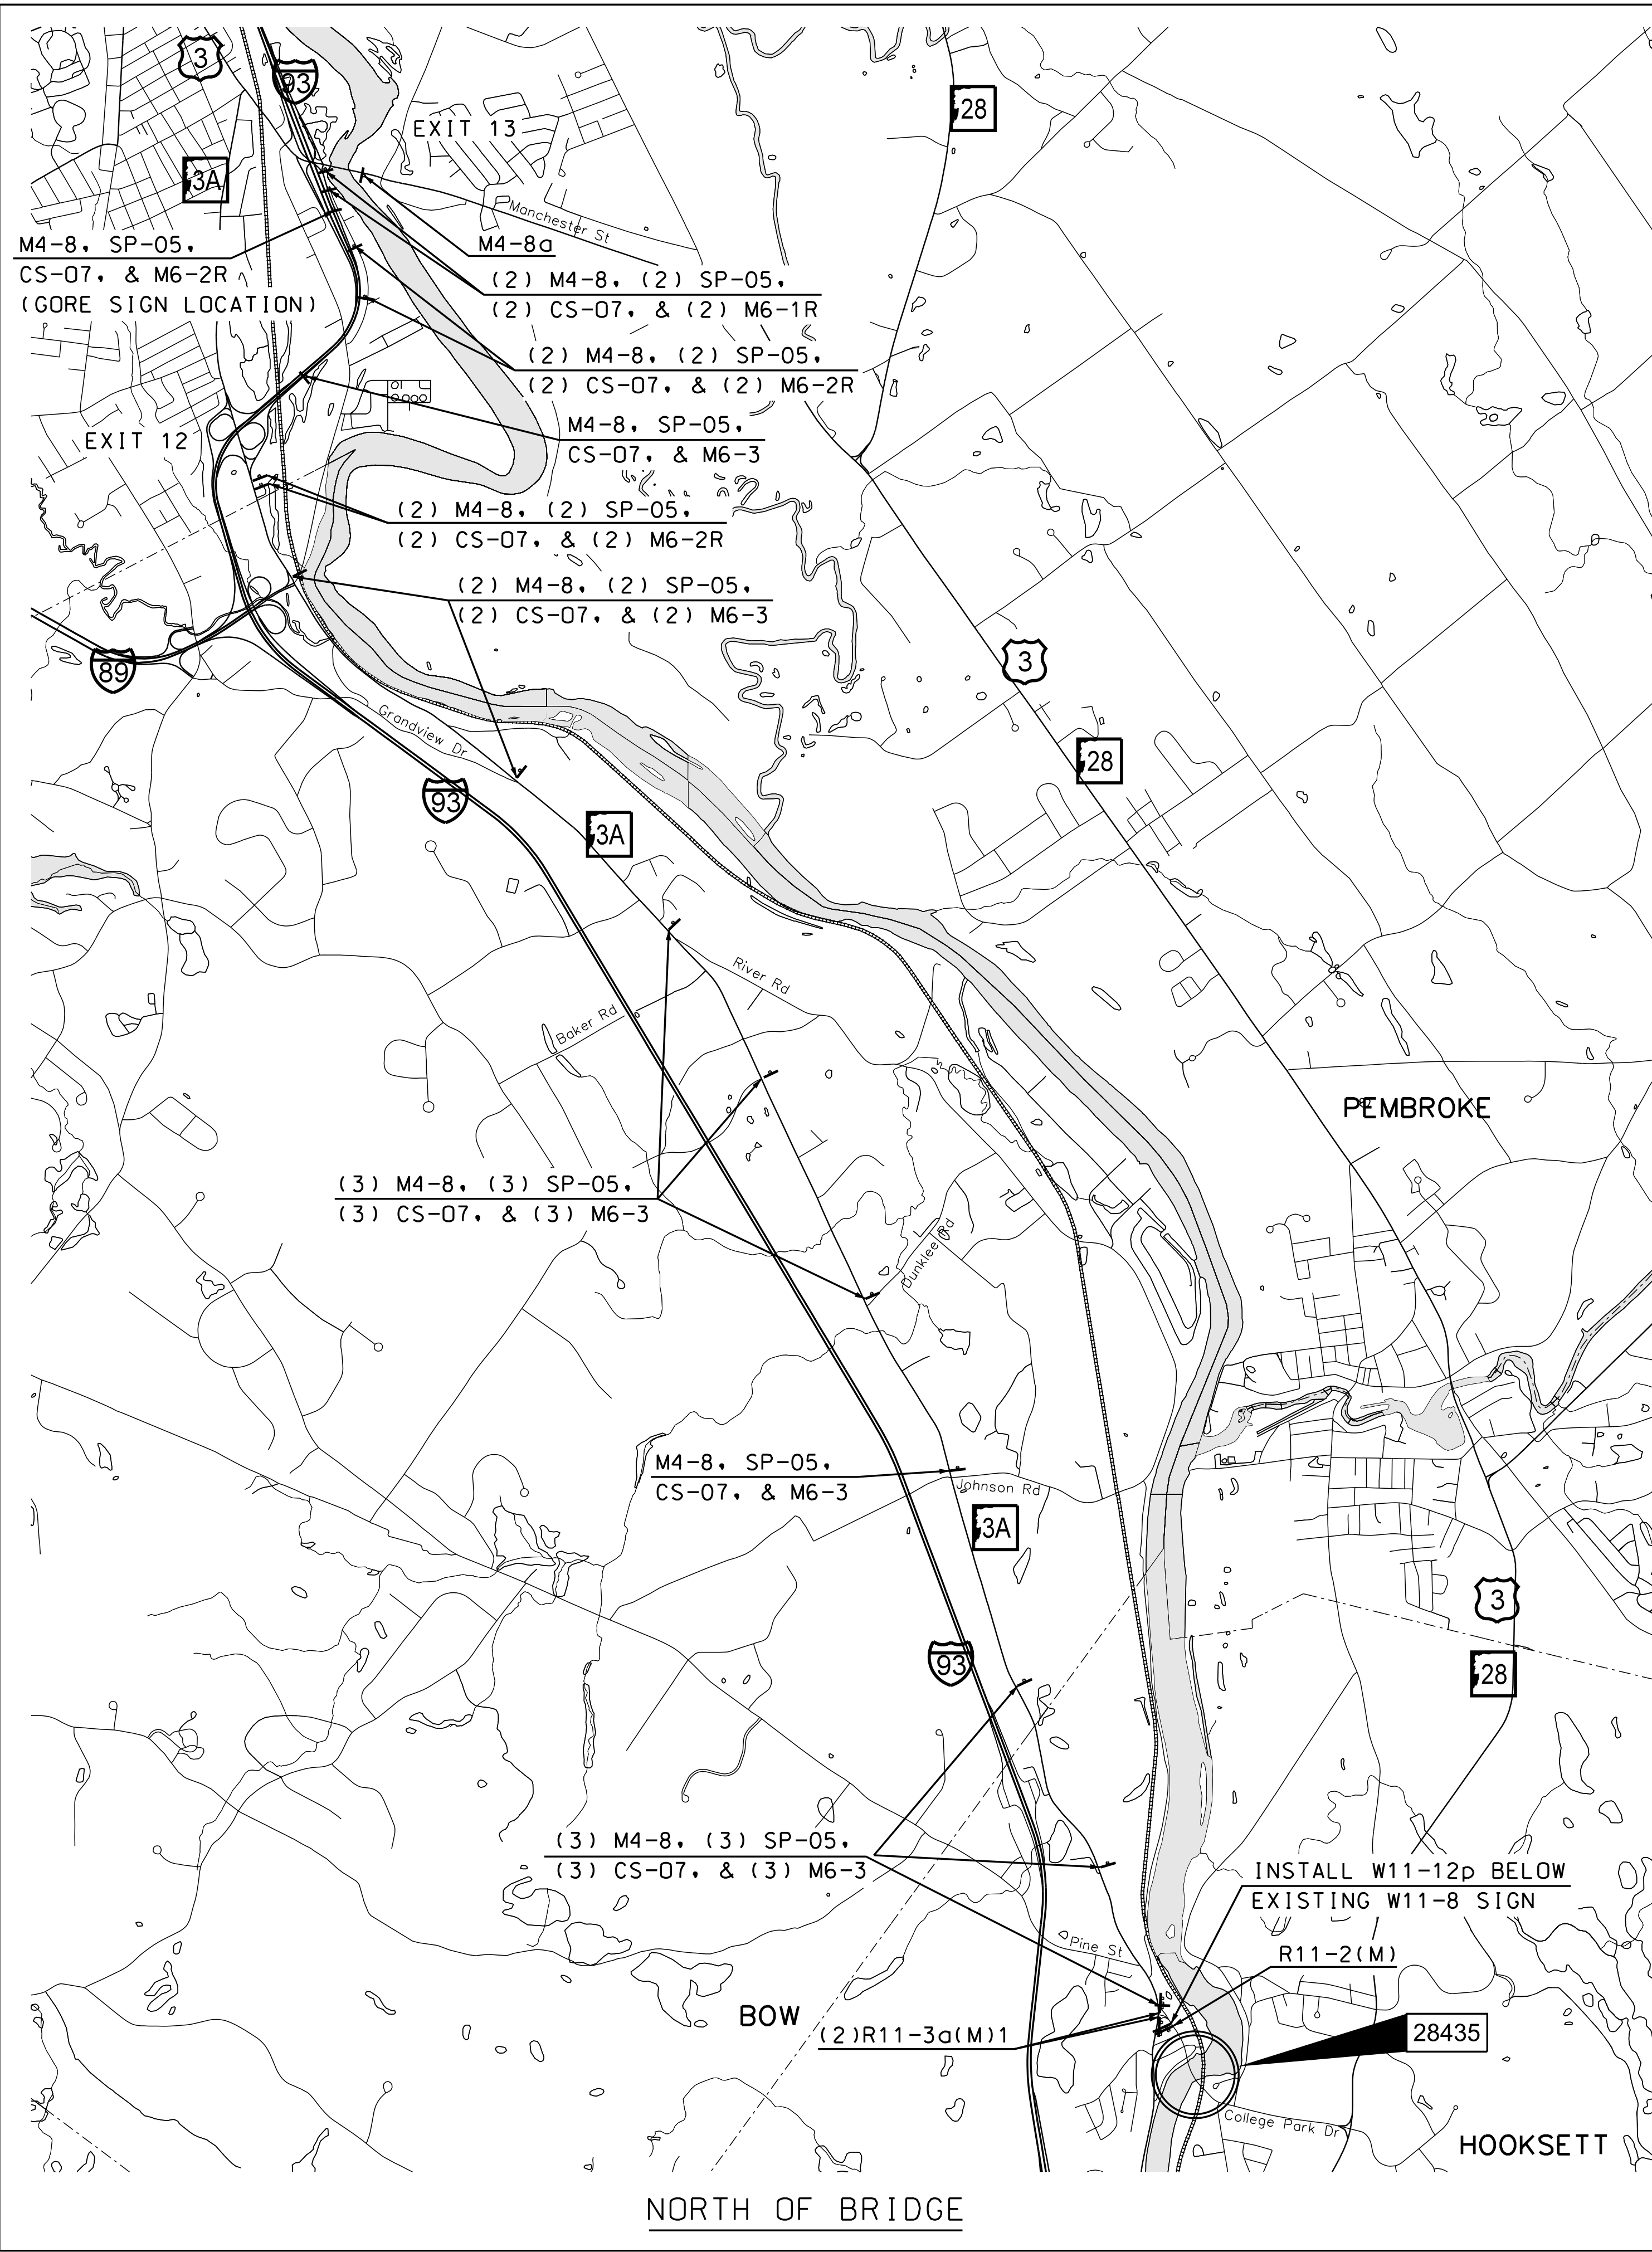 3
93
28
EXIT 13
3A
Manchester St
M4-8, SP-05,
CS-07, & M6-2R
(GORE SIGN LOCATION)
M4-8a
(2) M4-8, (2) SP-05,
(2) CS-07, & (2) M6-1R
(2) M4-8, (2) SP-05,
(2) CS-07, & (2) M6-2R
M4-8, SP-05,
CS-07, & M6-3
EXIT 12
(2) M4-8, (2) SP-05,
(2) CS-07, & (2) M6-2R
(2) M4-8, (2) SP-05,
(2) CS-07, & (2) M6-3
89
3
Grandview Dr
28
93
3A
River Rd
Baker Rd
PEMBROKE
(3) M4-8, (3) SP-05,
(3) CS-07, & (3) M6-3
Dunklee Rd
M4-8, SP-05,
CS-07, & M6-3
Johnson Rd
3A
3
93
28
(3) M4-8, (3) SP-05,
(3) CS-07, & (3) M6-3
INSTALL W11-12p BELOW
EXISTING W11-8 SIGN
Pine St
R11-2(M)
BOW
(2)R11-3a(M)1
28435
College Park Dr
HOOKSETT
NORTH OF BRIDGE